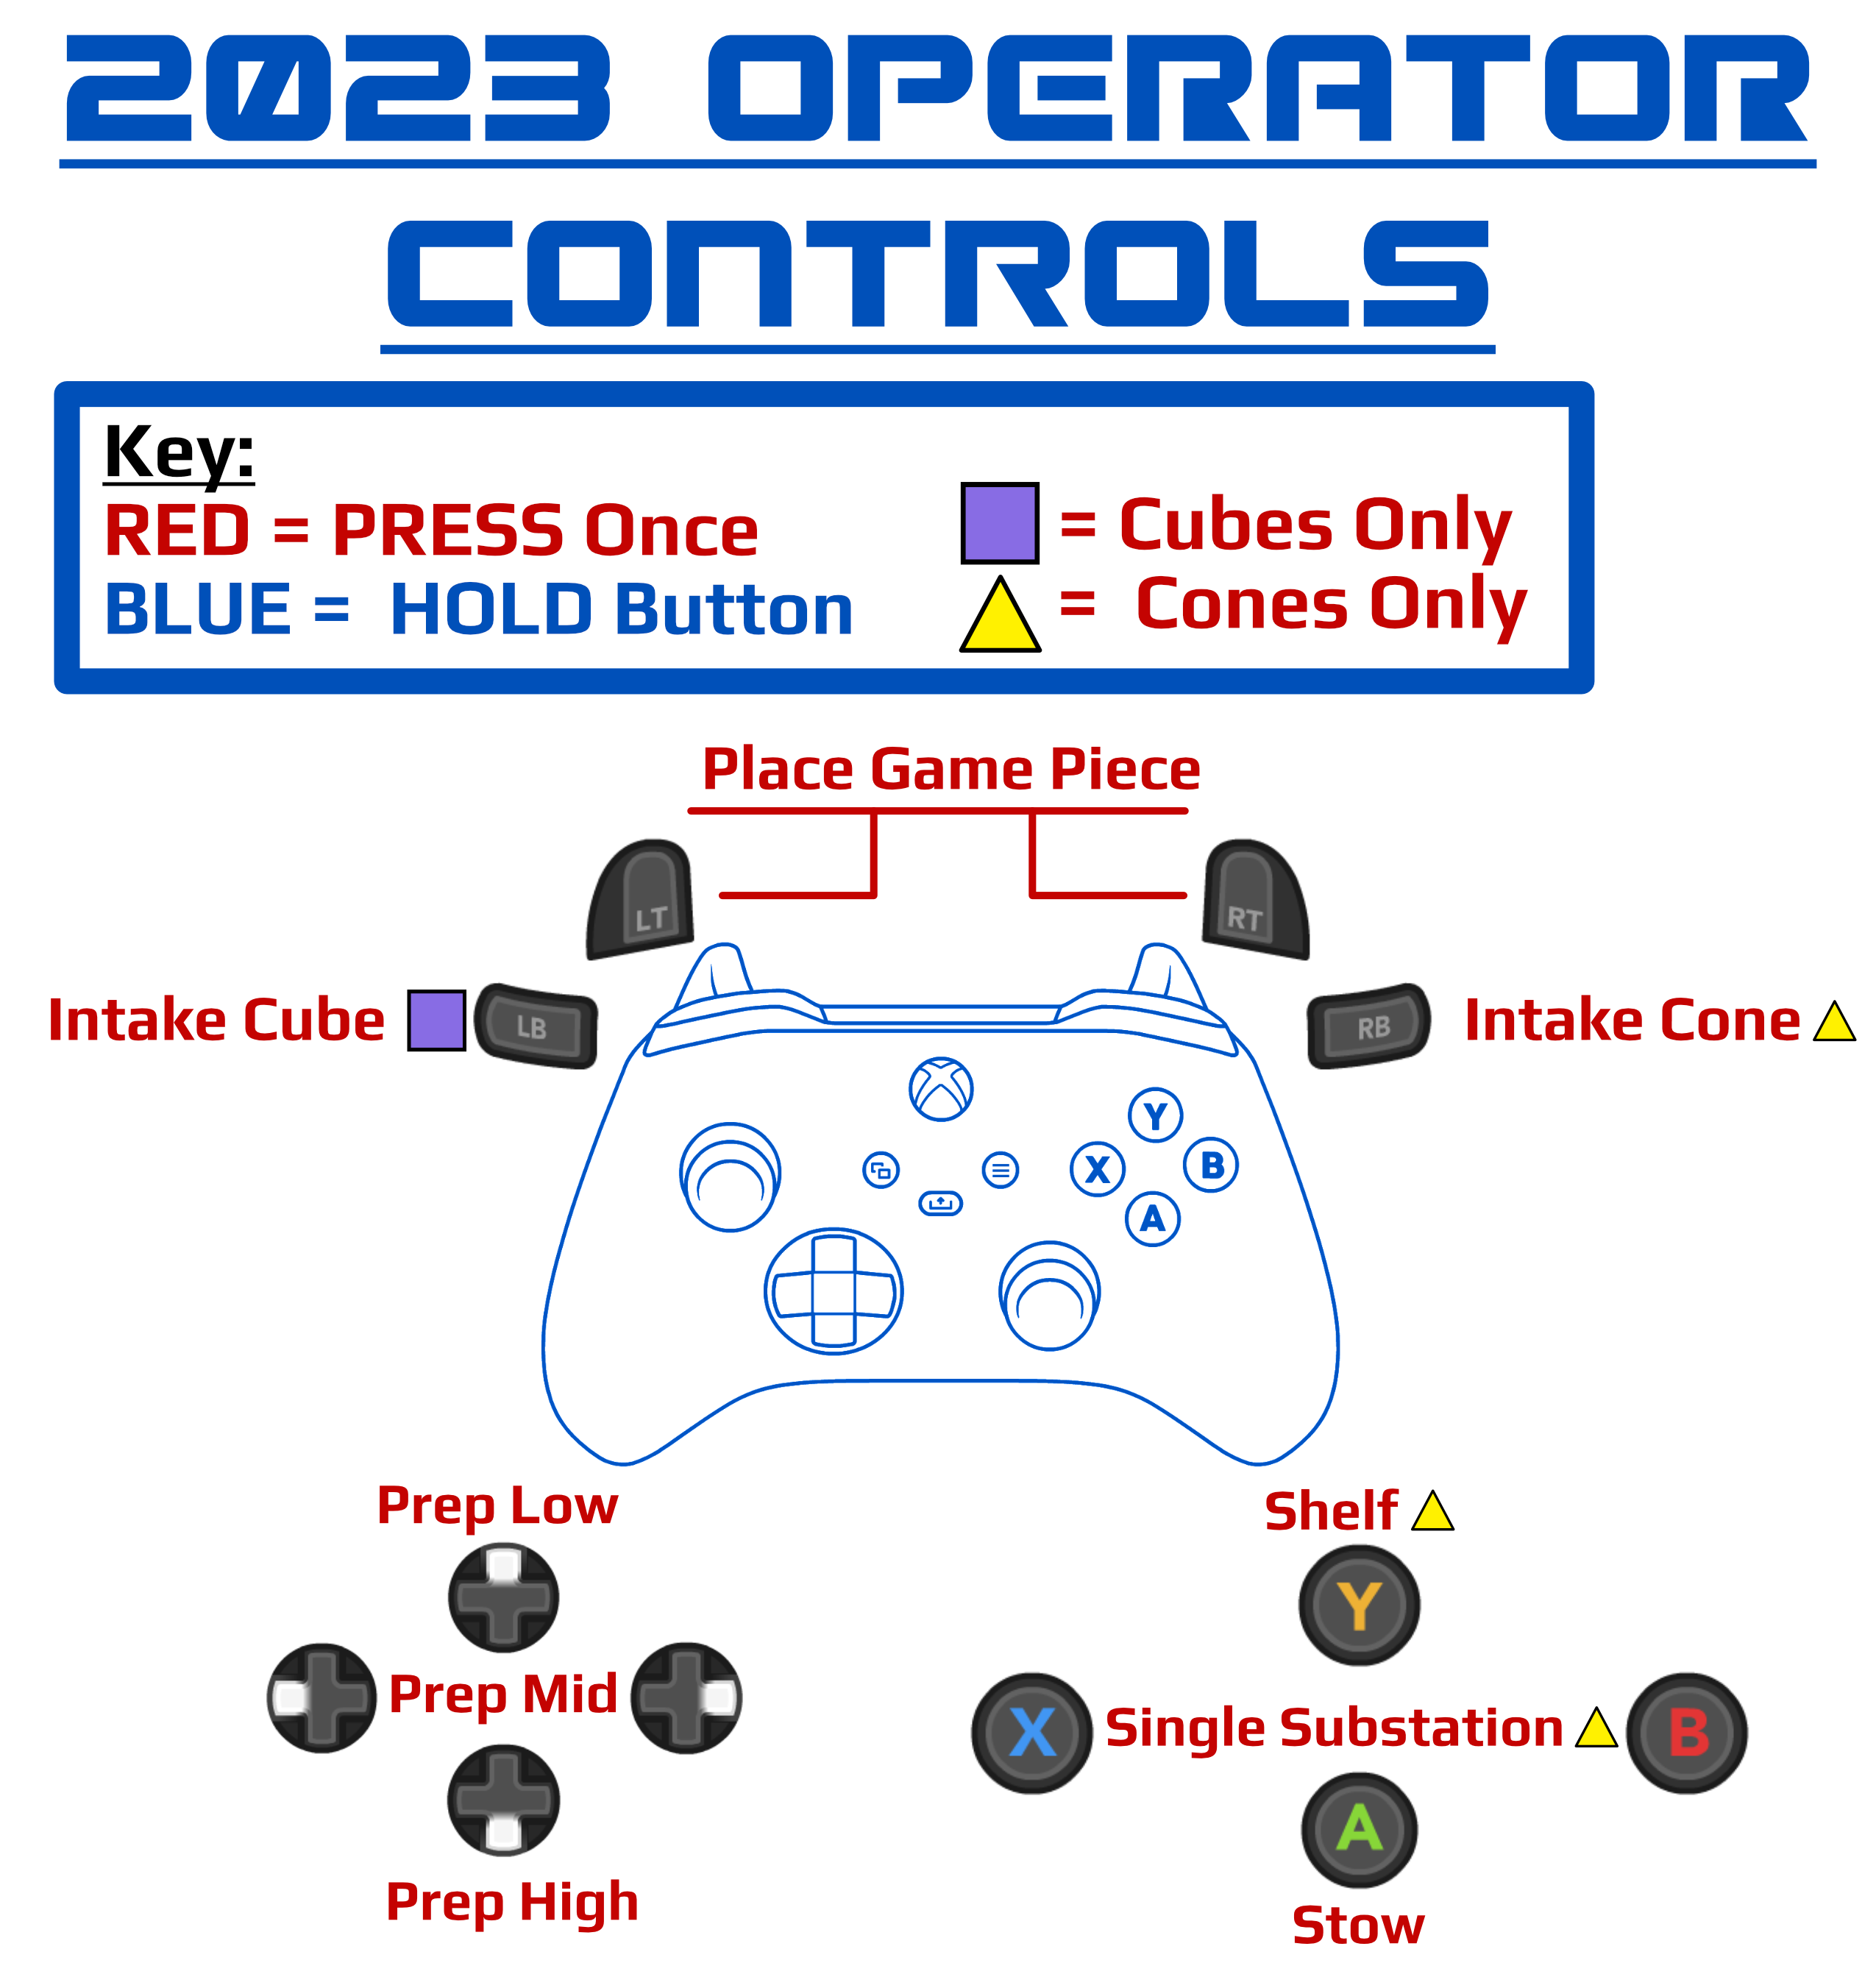 2023 OPERATOR
CONTROLS
Key:
RED = PRESS Once
BLUE = HOLD Button
= Cubes Only
= Cones Only
Place Game Piece
LT
RT
Intake Cube
LB
RB
Intake Cone
Y
X
B
A
Prep Low
Prep Mid
Prep High
Shelf
Y
X
Single Substation
B
A
Stow